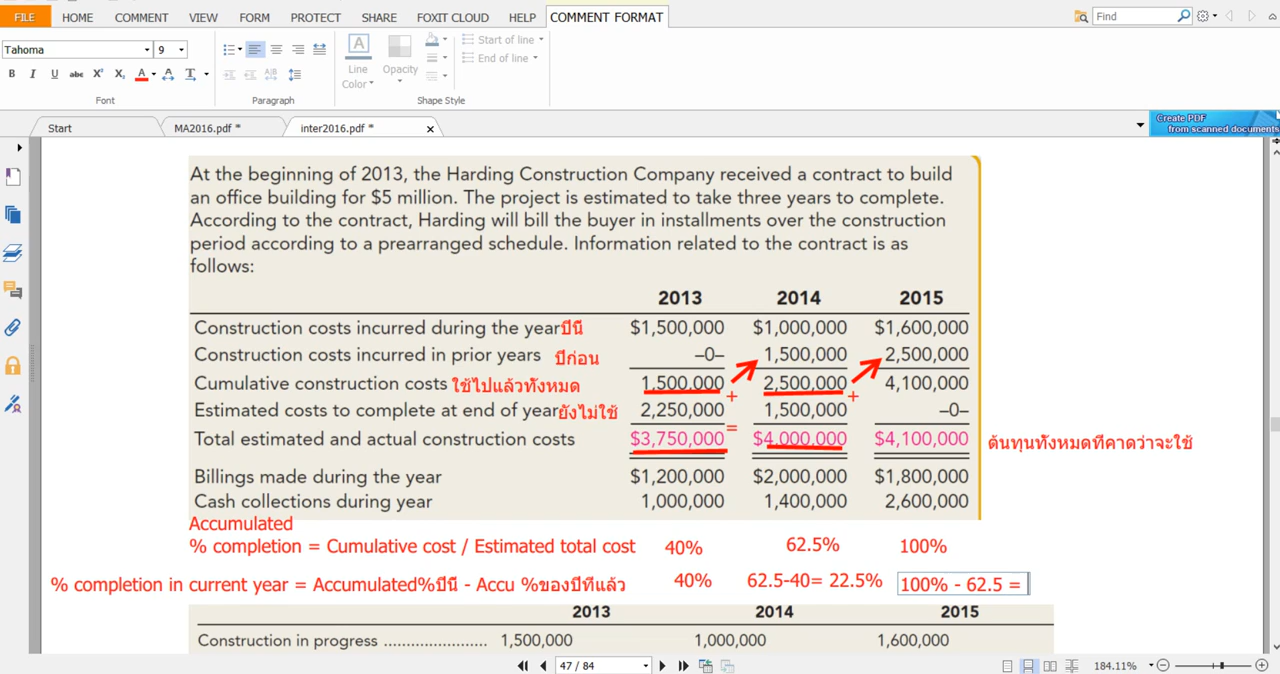 FILE HOME COMMENT VIEW FORM PROTECT SHARE FOXIT CLOUD HELP COMMENT FORMAT Find
Tahoma 9 A Start of line
End of line
B I U abc X² X₂ A A T AB Line Color Opacity
Font Paragraph Shape Style
Start MA2016.pdf * inter2016.pdf * Create PDF
from scanned documents
At the beginning of 2013, the Harding Construction Company received a contract to build
an office building for $5 million. The project is estimated to take three years to complete.
According to the contract, Harding will bill the buyer in installments over the construction
period according to a prearranged schedule. Information related to the contract is as
follows:
2013 2014 2015
Construction costs incurred during the yearปีนี้ $1,500,000 $1,000,000 $1,600,000
Construction costs incurred in prior years ปีก่อน –0– 1,500,000 2,500,000
Cumulative construction costs ใช้ไปแล้วทั้งหมด 1,500,000 2,500,000 4,100,000
+ +
Estimated costs to complete at end of yearยังไม่ใช้ 2,250,000 1,500,000 –0–
=
Total estimated and actual construction costs $3,750,000 $4,000,000 $4,100,000 ต้นทุนทั้งหมดที่คาดว่าจะใช้
Billings made during the year $1,200,000 $2,000,000 $1,800,000
Cash collections during year 1,000,000 1,400,000 2,600,000
Accumulated
% completion = Cumulative cost / Estimated total cost 40% 62.5% 100%
% completion in current year = Accumulated%ปีนี้ - Accu %ของปีที่แล้ว 40% 62.5-40= 22.5% 100% - 62.5 =
2013 2014 2015
Construction in progress ...................... 1,500,000 1,000,000 1,600,000
47 / 84 184.11%